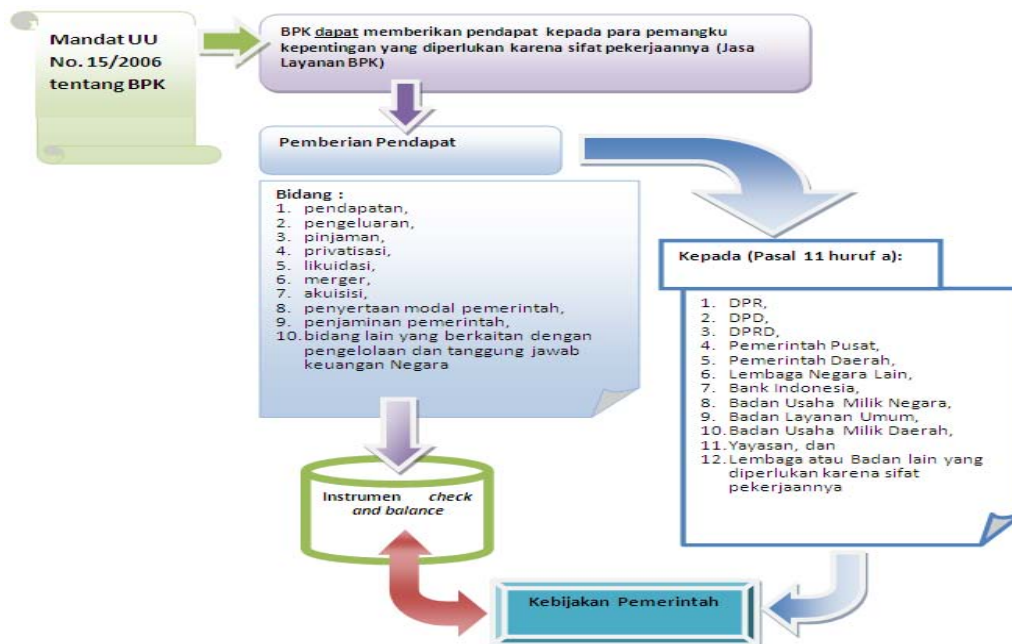 Mandat UU
No. 15/2006
tentang BPK
BPK dapat memberikan pendapat kepada para pemangku
kepentingan yang diperlukan karena sifat pekerjaannya (Jasa
Layanan BPK)
Pemberian Pendapat
Bidang :
1. pendapatan,
2. pengeluaran,
3. pinjaman,
4. privatisasi,
5. likuidasi,
6. merger,
7. akuisisi,
8. penyertaan modal pemerintah,
9. penjaminan pemerintah,
10. bidang lain yang berkaitan dengan
pengelolaan dan tanggung jawab
keuangan Negara
Kepada (Pasal 11 huruf a):
1. DPR,
2. DPD,
3. DPRD,
4. Pemerintah Pusat,
5. Pemerintah Daerah,
6. Lembaga Negara Lain,
7. Bank Indonesia,
8. Badan Usaha Milik Negara,
9. Badan Layanan Umum,
10. Badan Usaha Milik Daerah,
11. Yayasan, dan
12. Lembaga atau Badan lain yang
diperlukan karena sifat
pekerjaannya
Instrumen check
and balance
Kebijakan Pemerintah